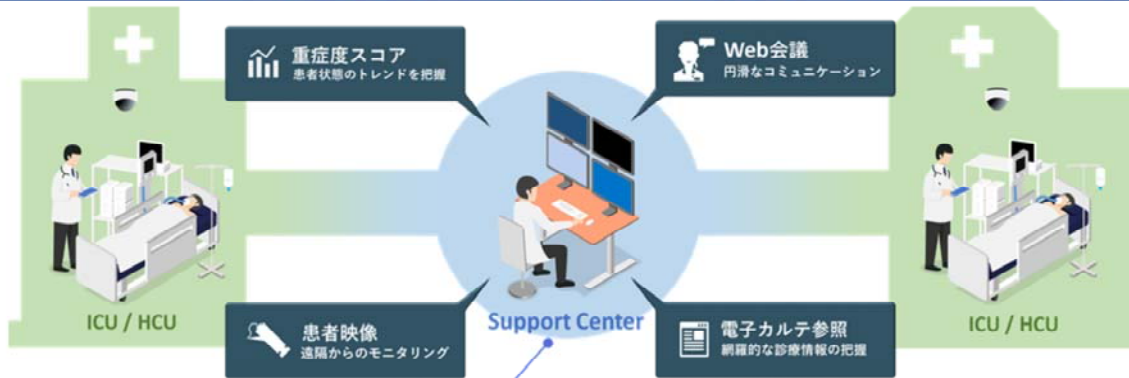 重症度スコア
患者状態のトレンドを把握
Web会議
円滑なコミュニケーション
ICU / HCU
患者映像
遠隔からのモニタリング
Support Center
電子カルテ参照
網羅的な診療情報の把握
ICU / HCU